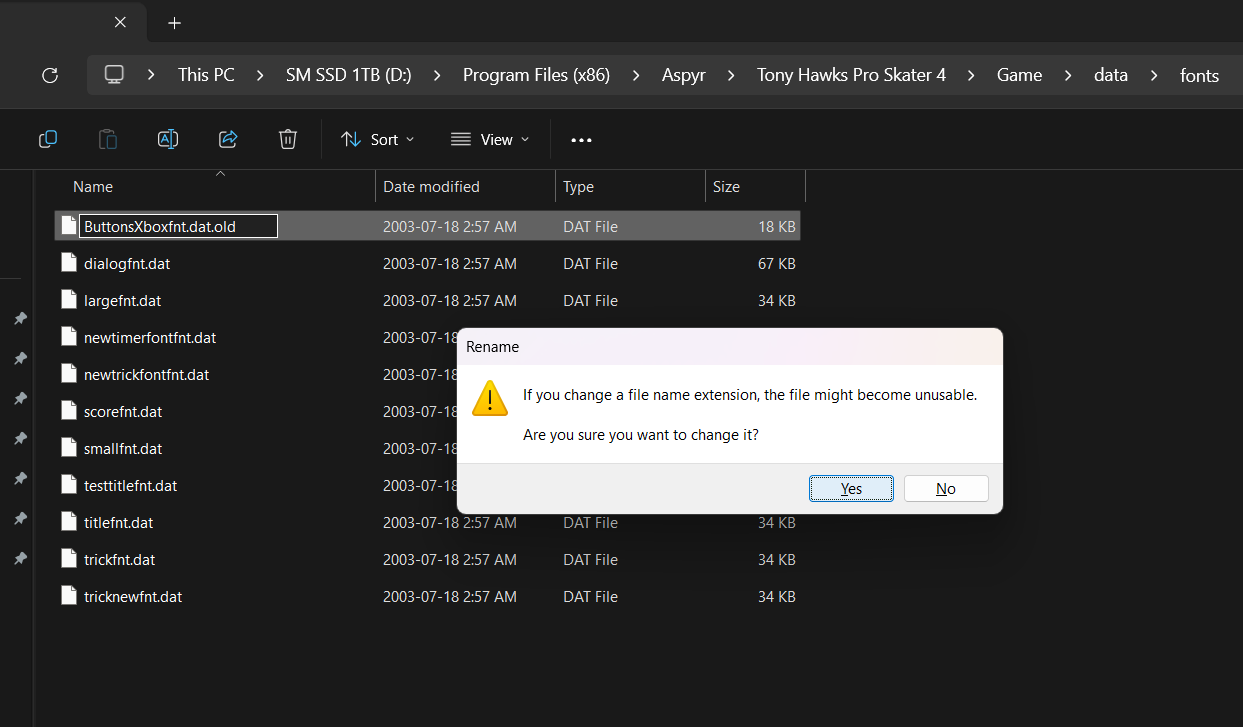 This PC > SM SSD 1TB (D:) > Program Files (x86) > Aspyr > Tony Hawks Pro Skater 4 > Game > data > fonts
Sort View
Name Date modified Type Size
ButtonsXboxfnt.dat.old 2003-07-18 2:57 AM DAT File 18 KB
dialogfnt.dat 2003-07-18 2:57 AM DAT File 67 KB
largefnt.dat 2003-07-18 2:57 AM DAT File 34 KB
newtimerfontfnt.dat 2003-07-18
newtrickfontfnt.dat 2003-07-18
scorefnt.dat 2003-07-18
smallfnt.dat 2003-07-18
testtitlefnt.dat 2003-07-18
titlefnt.dat 2003-07-18 2:57 AM DAT File 34 KB
trickfnt.dat 2003-07-18 2:57 AM DAT File 34 KB
tricknewfnt.dat 2003-07-18 2:57 AM DAT File 34 KB
Rename
If you change a file name extension, the file might become unusable.
Are you sure you want to change it?
Yes No